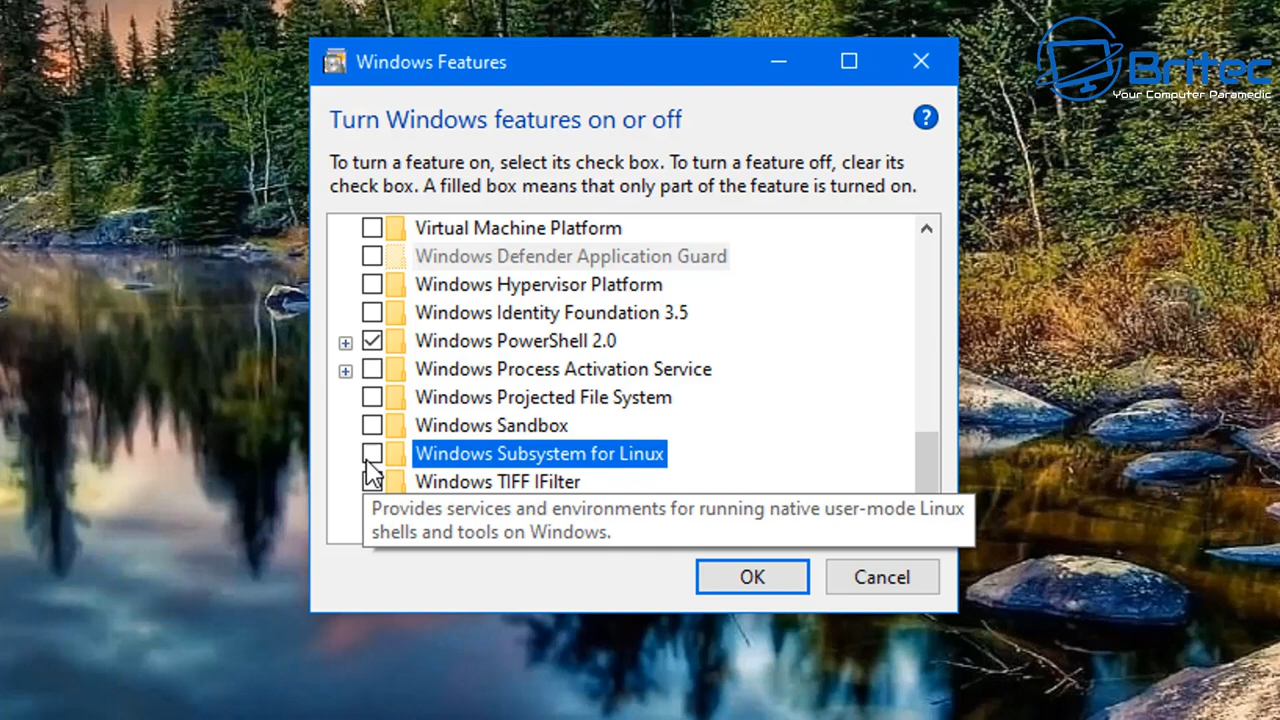 Windows Features
Britec
Your Computer Paramedic
Turn Windows features on or off
?
To turn a feature on, select its check box. To turn a feature off, clear its
check box. A filled box means that only part of the feature is turned on.
Virtual Machine Platform
Windows Defender Application Guard
Windows Hypervisor Platform
Windows Identity Foundation 3.5
Windows PowerShell 2.0
Windows Process Activation Service
Windows Projected File System
Windows Sandbox
Windows Subsystem for Linux
Windows TIFF IFilter
Provides services and environments for running native user-mode Linux
shells and tools on Windows.
OK
Cancel